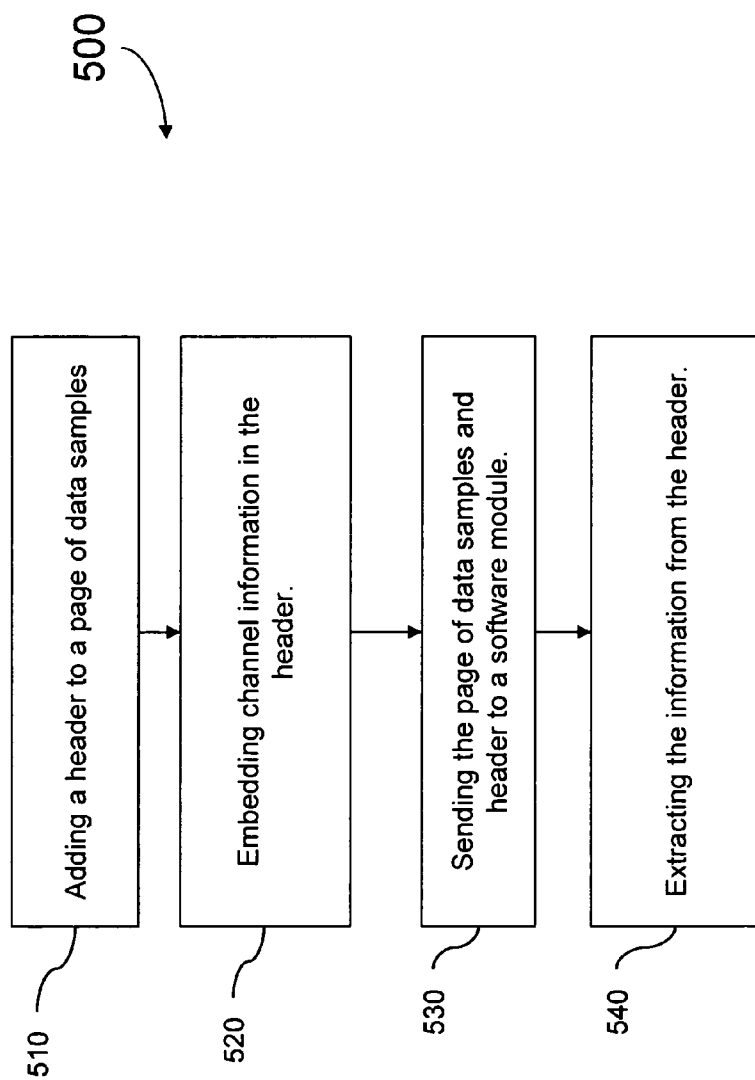 500
510
Adding a header to a page of data samples
520
Embedding channel information in the
header.
530
Sending the page of data samples and
header to a software module.
540
Extracting the information from the header.